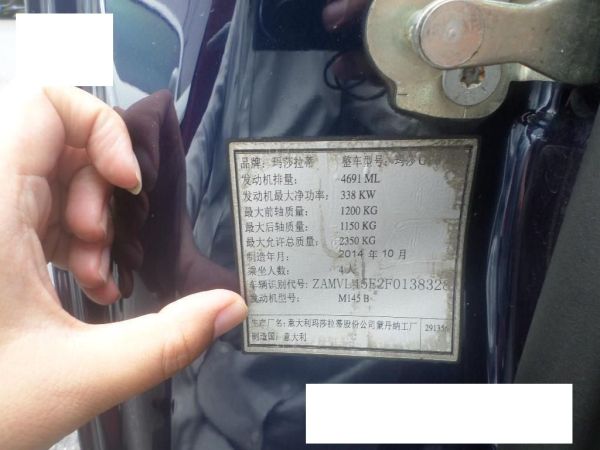 品牌：玛莎拉蒂 整车型号：玛莎
发动机排量： 4691 ML
发动机最大净功率： 338 KW
最大前轴质量： 1200 KG
最大后轴质量： 1150 KG
最大允许总质量： 2350 KG
制造年月： 2014 年 10 月
乘坐人数： 4人
车辆识别代号：
发动机型号： M145 B
生产厂名：意大利玛莎拉蒂股份公司蒙丹纳工厂
制造国：意大利